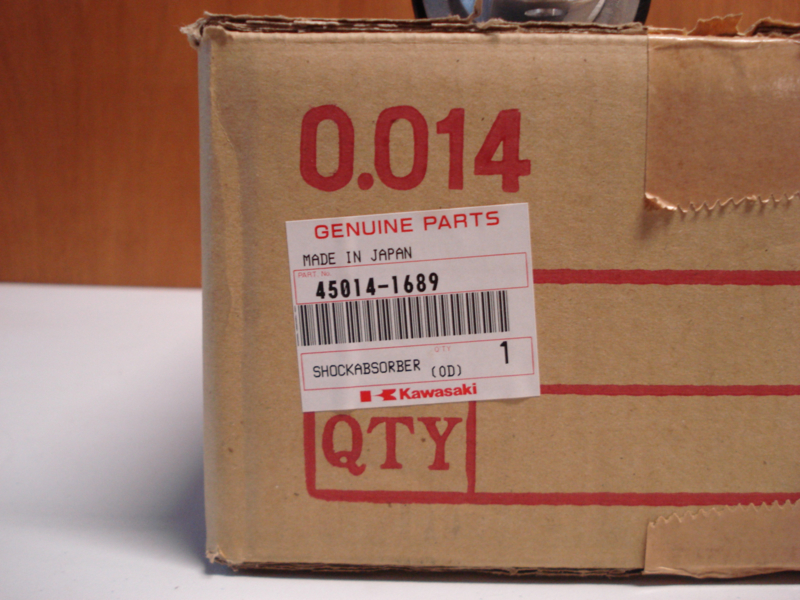 0.014
GENUINE PARTS
MADE IN JAPAN
PART No
45014-1689
QTY
SHOCKABSORBER (OD) 1
Kawasaki
QTY